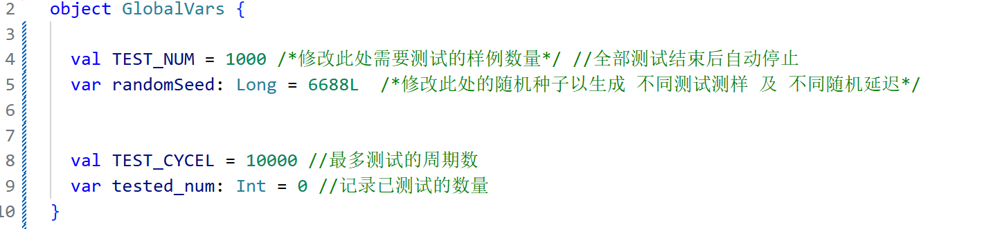 2 object GlobalVars {
3
4 val TEST_NUM = 1000 /*修改此处需要测试的样例数量*/ //全部测试结束后自动停止
5 var randomSeed: Long = 6688L /*修改此处的随机种子以生成 不同测试测样 及 不同随机延迟*/
6
7
8 val TEST_CYCEL = 10000 //最多测试的周期数
9 var tested_num: Int = 0 //记录已测试的数量
10 }